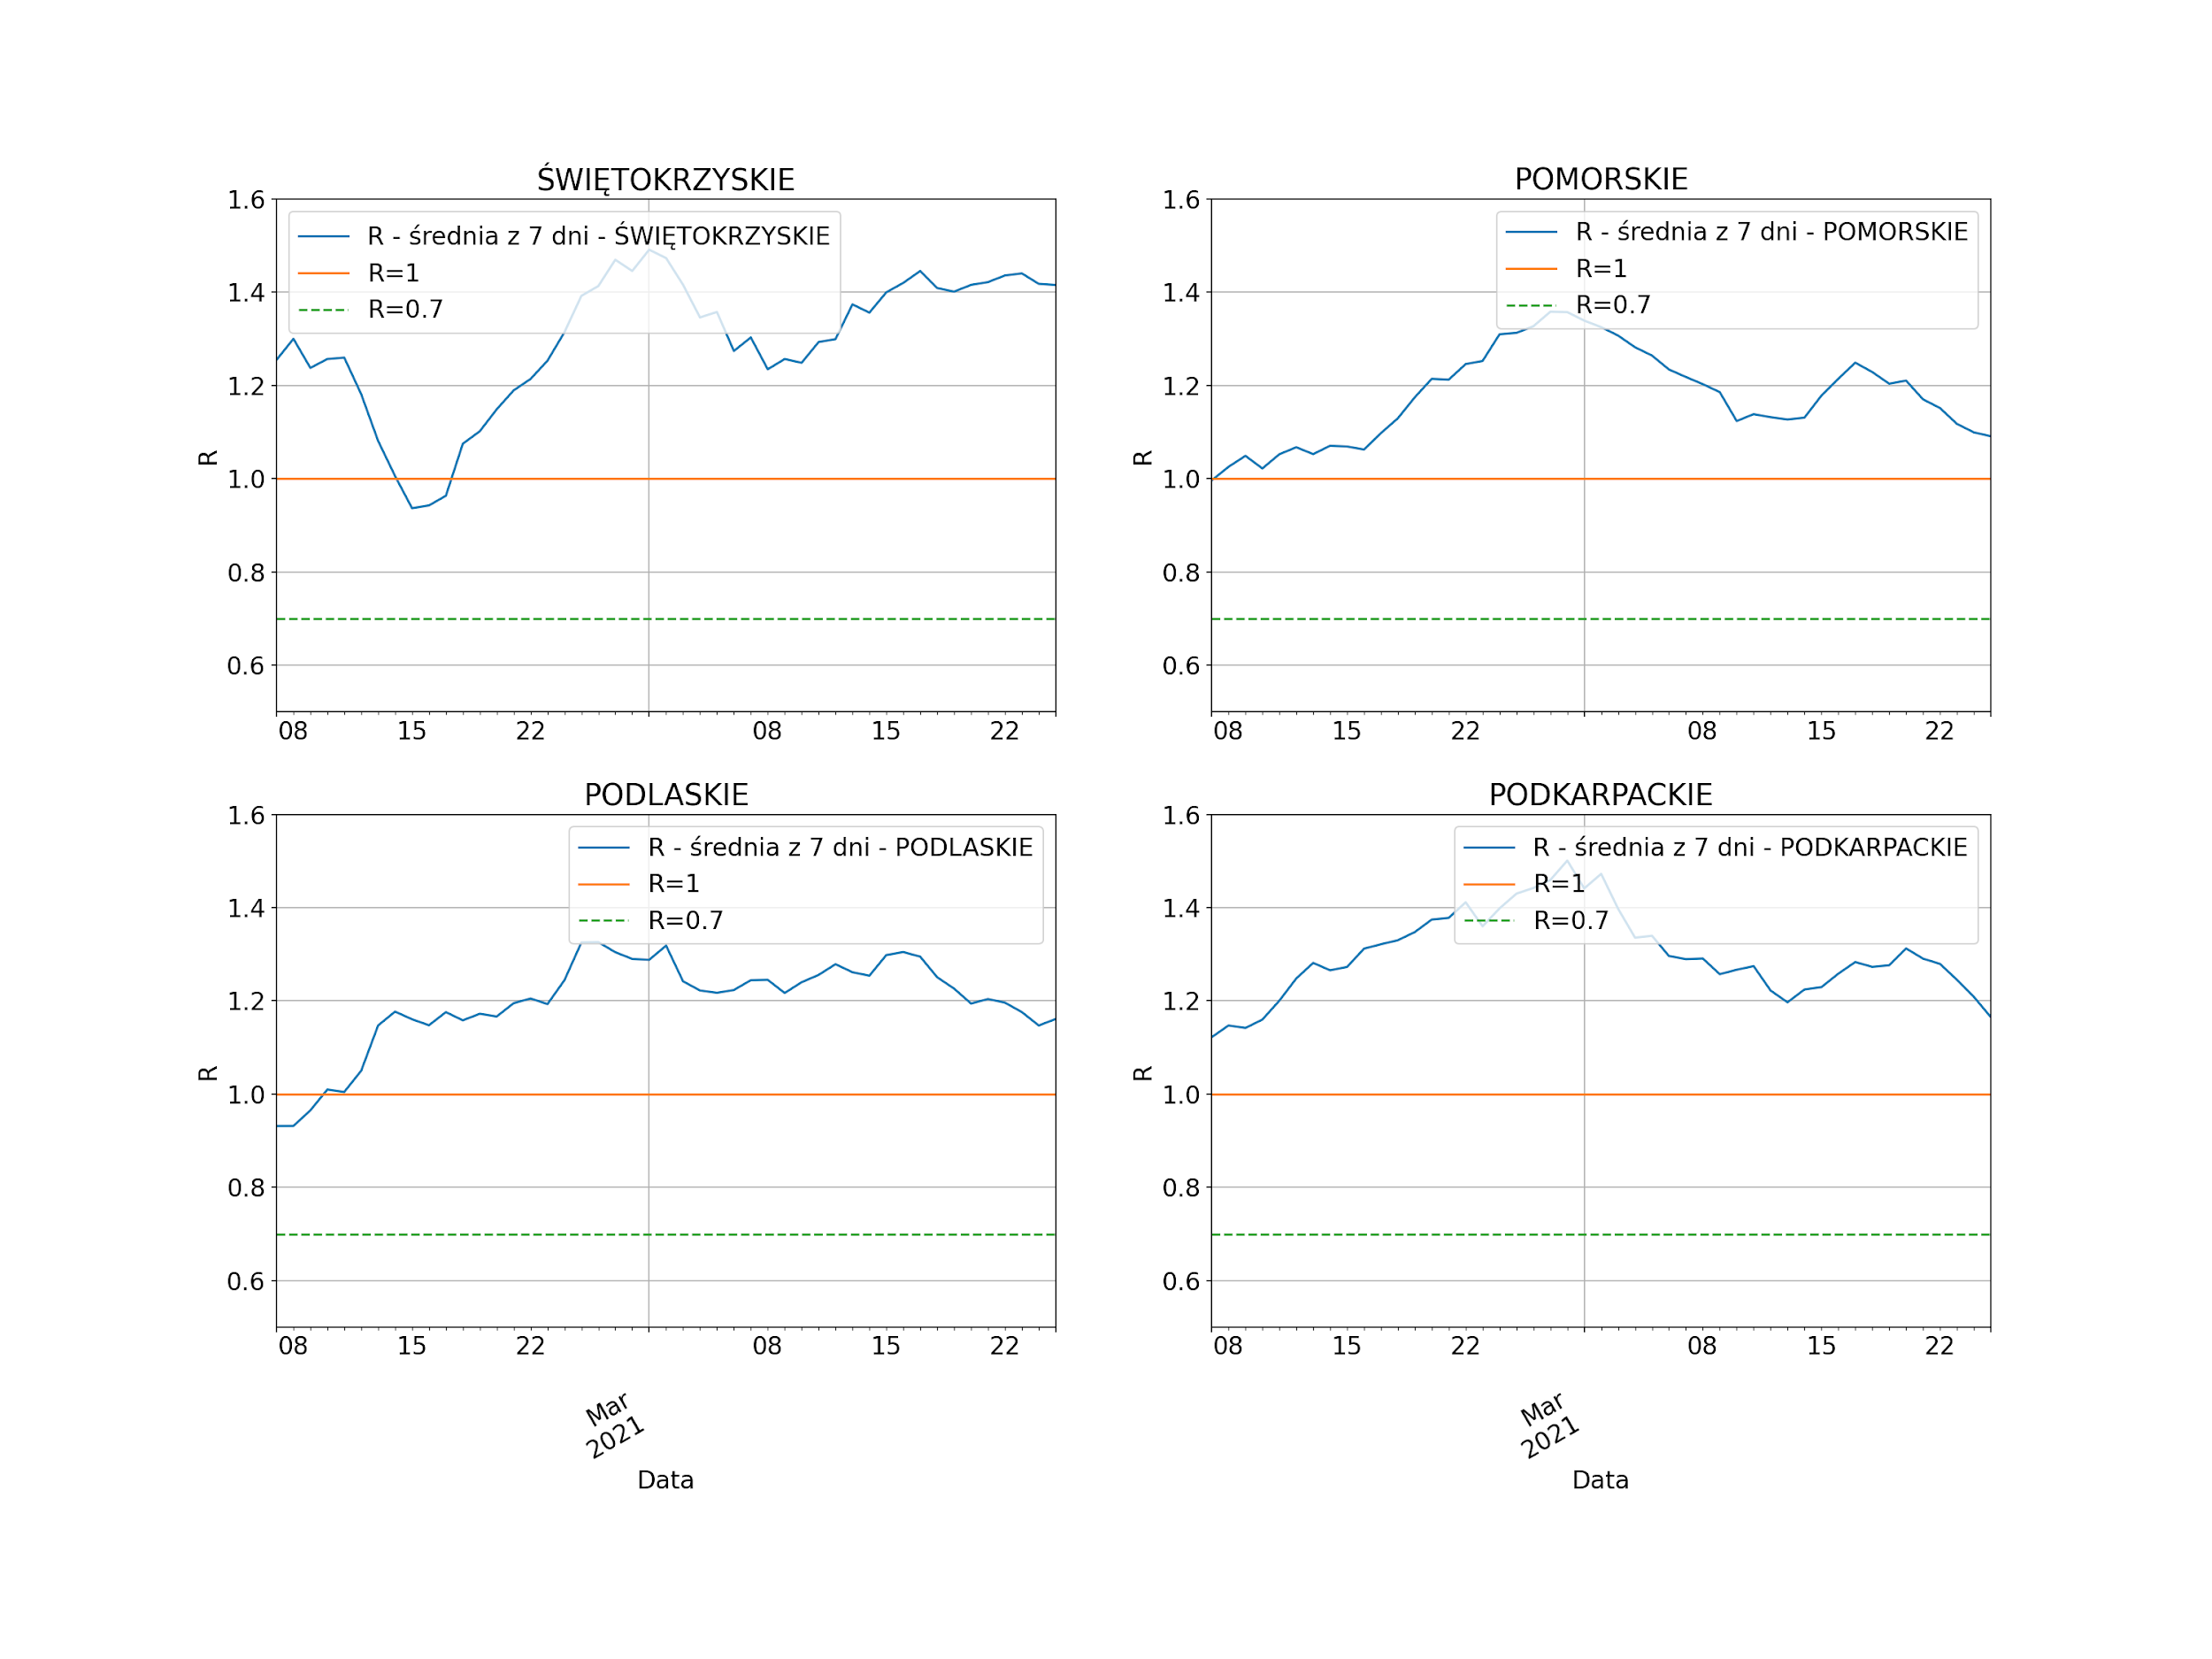 ŚWIĘTOKRZYSKIE
R - średnia z 7 dni - ŚWIĘTOKRZYSKIE
R=1
R=0.7
1.6
1.4
1.2
1.0
0.8
0.6
R
08 15 22 08 15 22
POMORSKIE
R - średnia z 7 dni - POMORSKIE
R=1
R=0.7
1.6
1.4
1.2
1.0
0.8
0.6
R
08 15 22 08 15 22
PODLASKIE
R - średnia z 7 dni - PODLASKIE
R=1
R=0.7
1.6
1.4
1.2
1.0
0.8
0.6
R
08 15 22 08 15 22
Mar
2021
Data
PODKARPACKIE
R - średnia z 7 dni - PODKARPACKIE
R=1
R=0.7
1.6
1.4
1.2
1.0
0.8
0.6
R
08 15 22 08 15 22
Mar
2021
Data